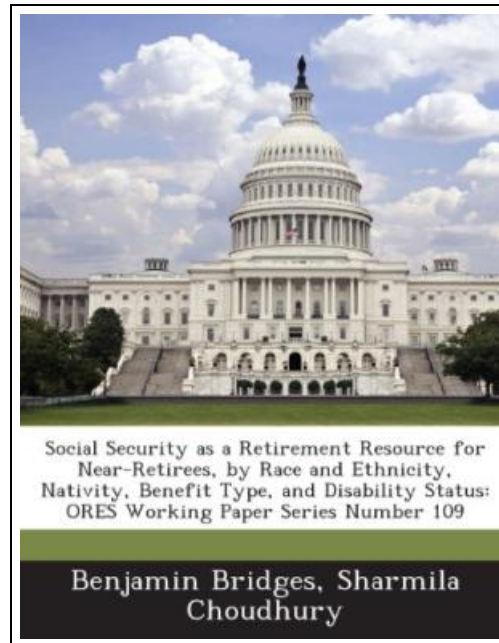 Social Security as a Retirement Resource for
Near-Retirees, by Race and Ethnicity,
Nativity, Benefit Type, and Disability Status:
ORES Working Paper Series Number 109
Benjamin Bridges, Sharmila
Choudhury